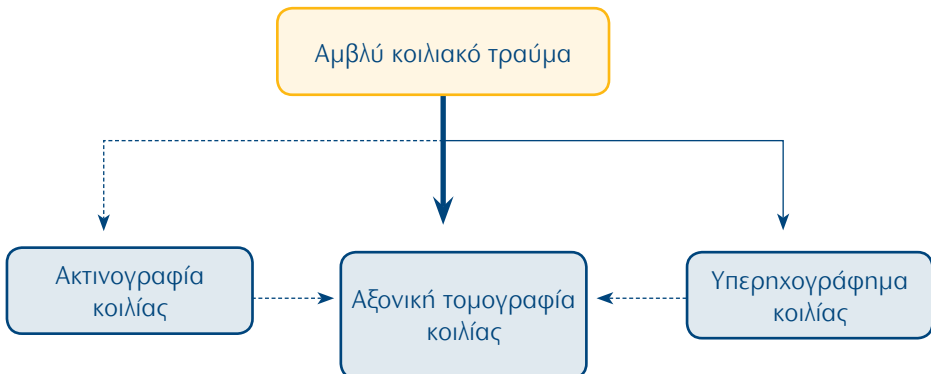 Αμβλύ κοιλιακό τραύμα
Ακτινογραφία
κοιλίας
Αξονική τομογραφία
κοιλίας
Υπερηχογράφημα
κοιλίας